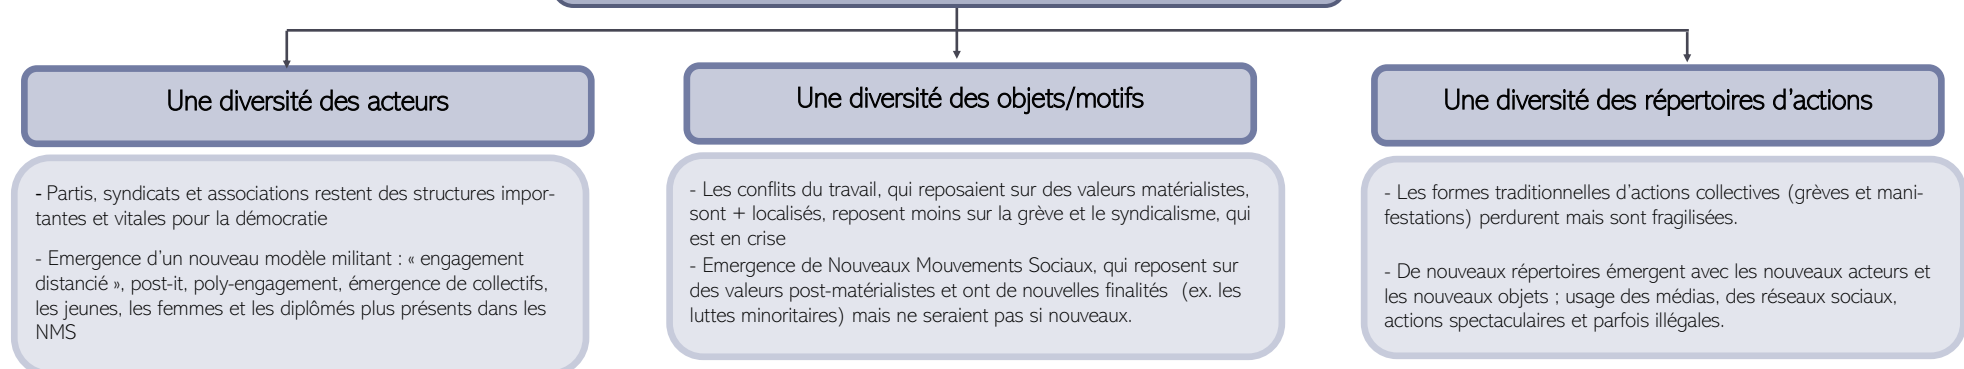 Une diversité des acteurs
- Partis, syndicats et associations restent des structures impor-
tantes et vitales pour la démocratie
- Emergence d'un nouveau modèle militant : « engagement
distancié », post-it, poly-engagement, émergence de collectifs,
les jeunes, les femmes et les diplômés plus présents dans les
NMS
Une diversité des objets/motifs
- Les conflits du travail, qui reposaient sur des valeurs matérialistes,
sont + localisés, reposent moins sur la grève et le syndicalisme, qui
est en crise
- Emergence de Nouveaux Mouvements Sociaux, qui reposent sur
des valeurs post-matérialistes et ont de nouvelles finalités (ex. les
luttes minoritaires) mais ne seraient pas si nouveaux.
Une diversité des répertoires d'actions
- Les formes traditionnelles d'actions collectives (grèves et mani-
festations) perdurent mais sont fragilisées.
- De nouveaux répertoires émergent avec les nouveaux acteurs et
les nouveaux objets ; usage des médias, des réseaux sociaux,
actions spectaculaires et parfois illégales.